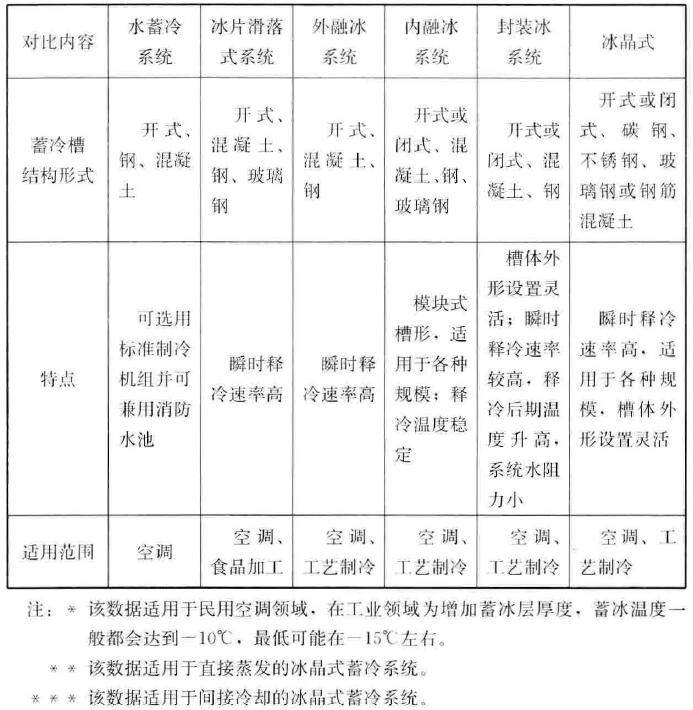 对比内容
水蓄冷
系统
冰片滑落
式系统
外融冰
系统
内融冰
系统
封装冰
系统
冰晶式
蓄冷槽
结构形式
开式、
钢、混凝
土
开式、
混凝土、
钢、玻璃
钢
开式、
混凝土、
钢
开式或
闭式、混
凝土、钢、
玻璃钢
开式或
闭式、混
凝土、钢
开式或闭
式、碳钢、
不锈钢、玻
璃钢或钢筋
混凝土
特点
可选用
标准制冷
机组并可
兼用消防
水池
瞬时释
冷速率高
瞬时释
冷速率高
模块式
槽形，适
用于各种
规模；释
冷温度稳
定
槽体外
形设置灵
活；瞬时
释冷速率
较高，释
冷后期温
度升高，
系统水阻
力小
瞬时释冷
速率高，适
用于各种规
模，槽体外
形设置灵活
适用范围
空调
空调、
食品加工
空调、
工艺制冷
空调、
工艺制冷
空调、
工艺制冷
空调、工
艺制冷
注：* 该数据适用于民用空调领域，在工业领域为增加蓄冰层厚度，蓄冰温度一
般都会达到－10℃，最低可能在－15℃左右。
* * 该数据适用于直接蒸发的冰晶式蓄冷系统。
* * * 该数据适用于间接冷却的冰晶式蓄冷系统。